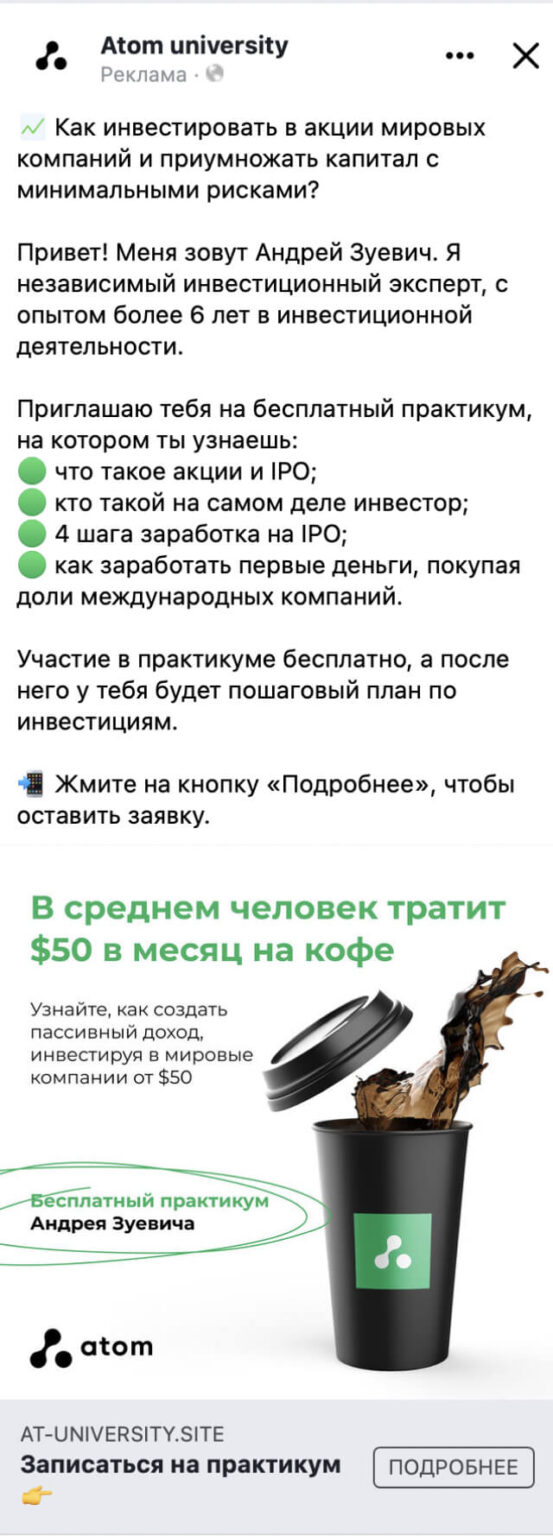 Atom university
Реклама ·
📈 Как инвестировать в акции мировых
компаний и приумножать капитал с
минимальными рисками?
Привет! Меня зовут Андрей Зуевич. Я
независимый инвестиционный эксперт, с
опытом более 6 лет в инвестиционной
деятельности.
Приглашаю тебя на бесплатный практикум,
на котором ты узнаешь:
🟢 что такое акции и IPO;
🟢 кто такой на самом деле инвестор;
🟢 4 шага заработка на IPO;
🟢 как заработать первые деньги, покупая
доли международных компаний.
Участие в практикуме бесплатно, а после
него у тебя будет пошаговый план по
инвестициям.
📲 Жмите на кнопку «Подробнее», чтобы
оставить заявку.
В среднем человек тратит
$50 в месяц на кофе
Узнайте, как создать
пассивный доход,
инвестируя в мировые
компании от $50
Бесплатный практикум
Андрея Зуевича
atom
AT-UNIVERSITY.SITE
Записаться на практикум
👉
ПОДРОБНЕЕ